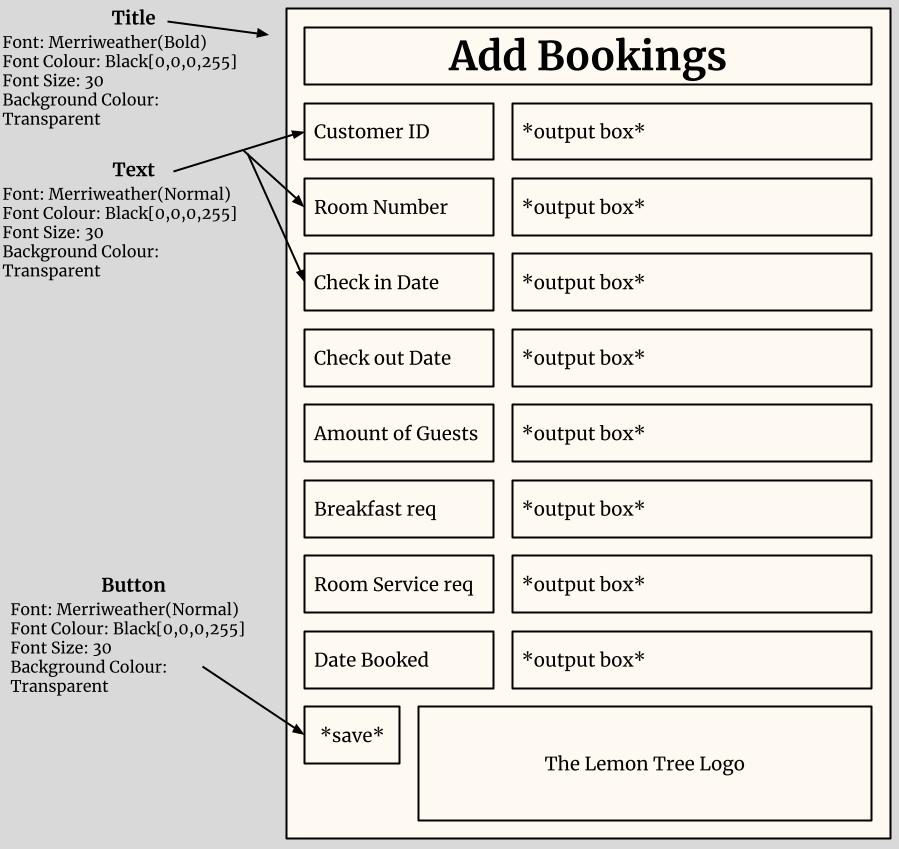 Title
Font: Merriweather(Bold)
Font Colour: Black[0,0,0,255]
Font Size: 30
Background Colour:
Transparent
Text
Font: Merriweather(Normal)
Font Colour: Black[0,0,0,255]
Font Size: 30
Background Colour:
Transparent
Button
Font: Merriweather(Normal)
Font Colour: Black[0,0,0,255]
Font Size: 30
Background Colour:
Transparent
Add Bookings
Customer ID
*output box*
Room Number
*output box*
Check in Date
*output box*
Check out Date
*output box*
Amount of Guests
*output box*
Breakfast req
*output box*
Room Service req
*output box*
Date Booked
*output box*
*save*
The Lemon Tree Logo